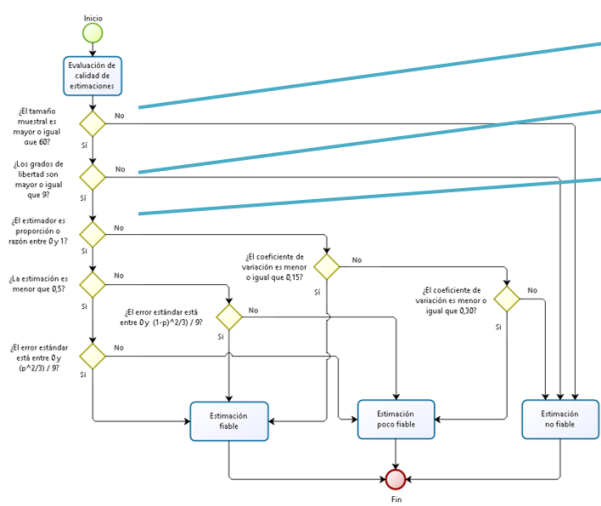 Inicio
Evaluación de
calidad de
estimaciones
¿El tamaño
muestral es
mayor o igual
que 60?
No
Sí
¿Los grados de
libertad son
mayor o igual
que 9?
No
Sí
¿El estimador es
proporción o
razón entre 0 y 1?
No
Si
¿El coeficiente de
variación es menor
o igual que 0,15?
No
Sí
¿La estimación es
menor que 0,5?
No
Si
¿El coeficiente de
variación es menor o
igual que 0,30?
No
Si
¿El error estándar está
entre 0 y (1-p)^2/3) / 9?
No
Si
¿El error estándar
está entre 0 y
(p^2/3) / 9?
No
Si
Estimación
fiable
Estimación
poco fiable
Estimación
no fiable
Fin